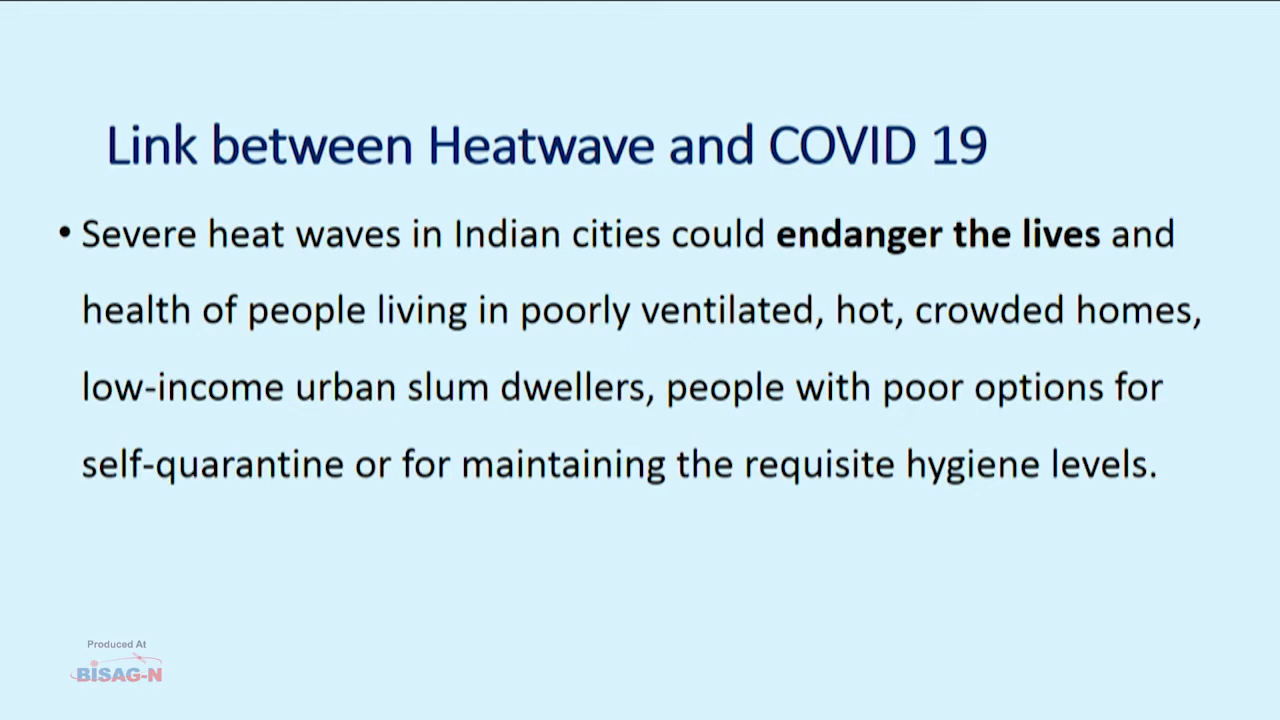 Link between Heatwave and COVID 19
• Severe heat waves in Indian cities could endanger the lives and
health of people living in poorly ventilated, hot, crowded homes,
low-income urban slum dwellers, people with poor options for
self-quarantine or for maintaining the requisite hygiene levels.
Produced At
BISAG-N